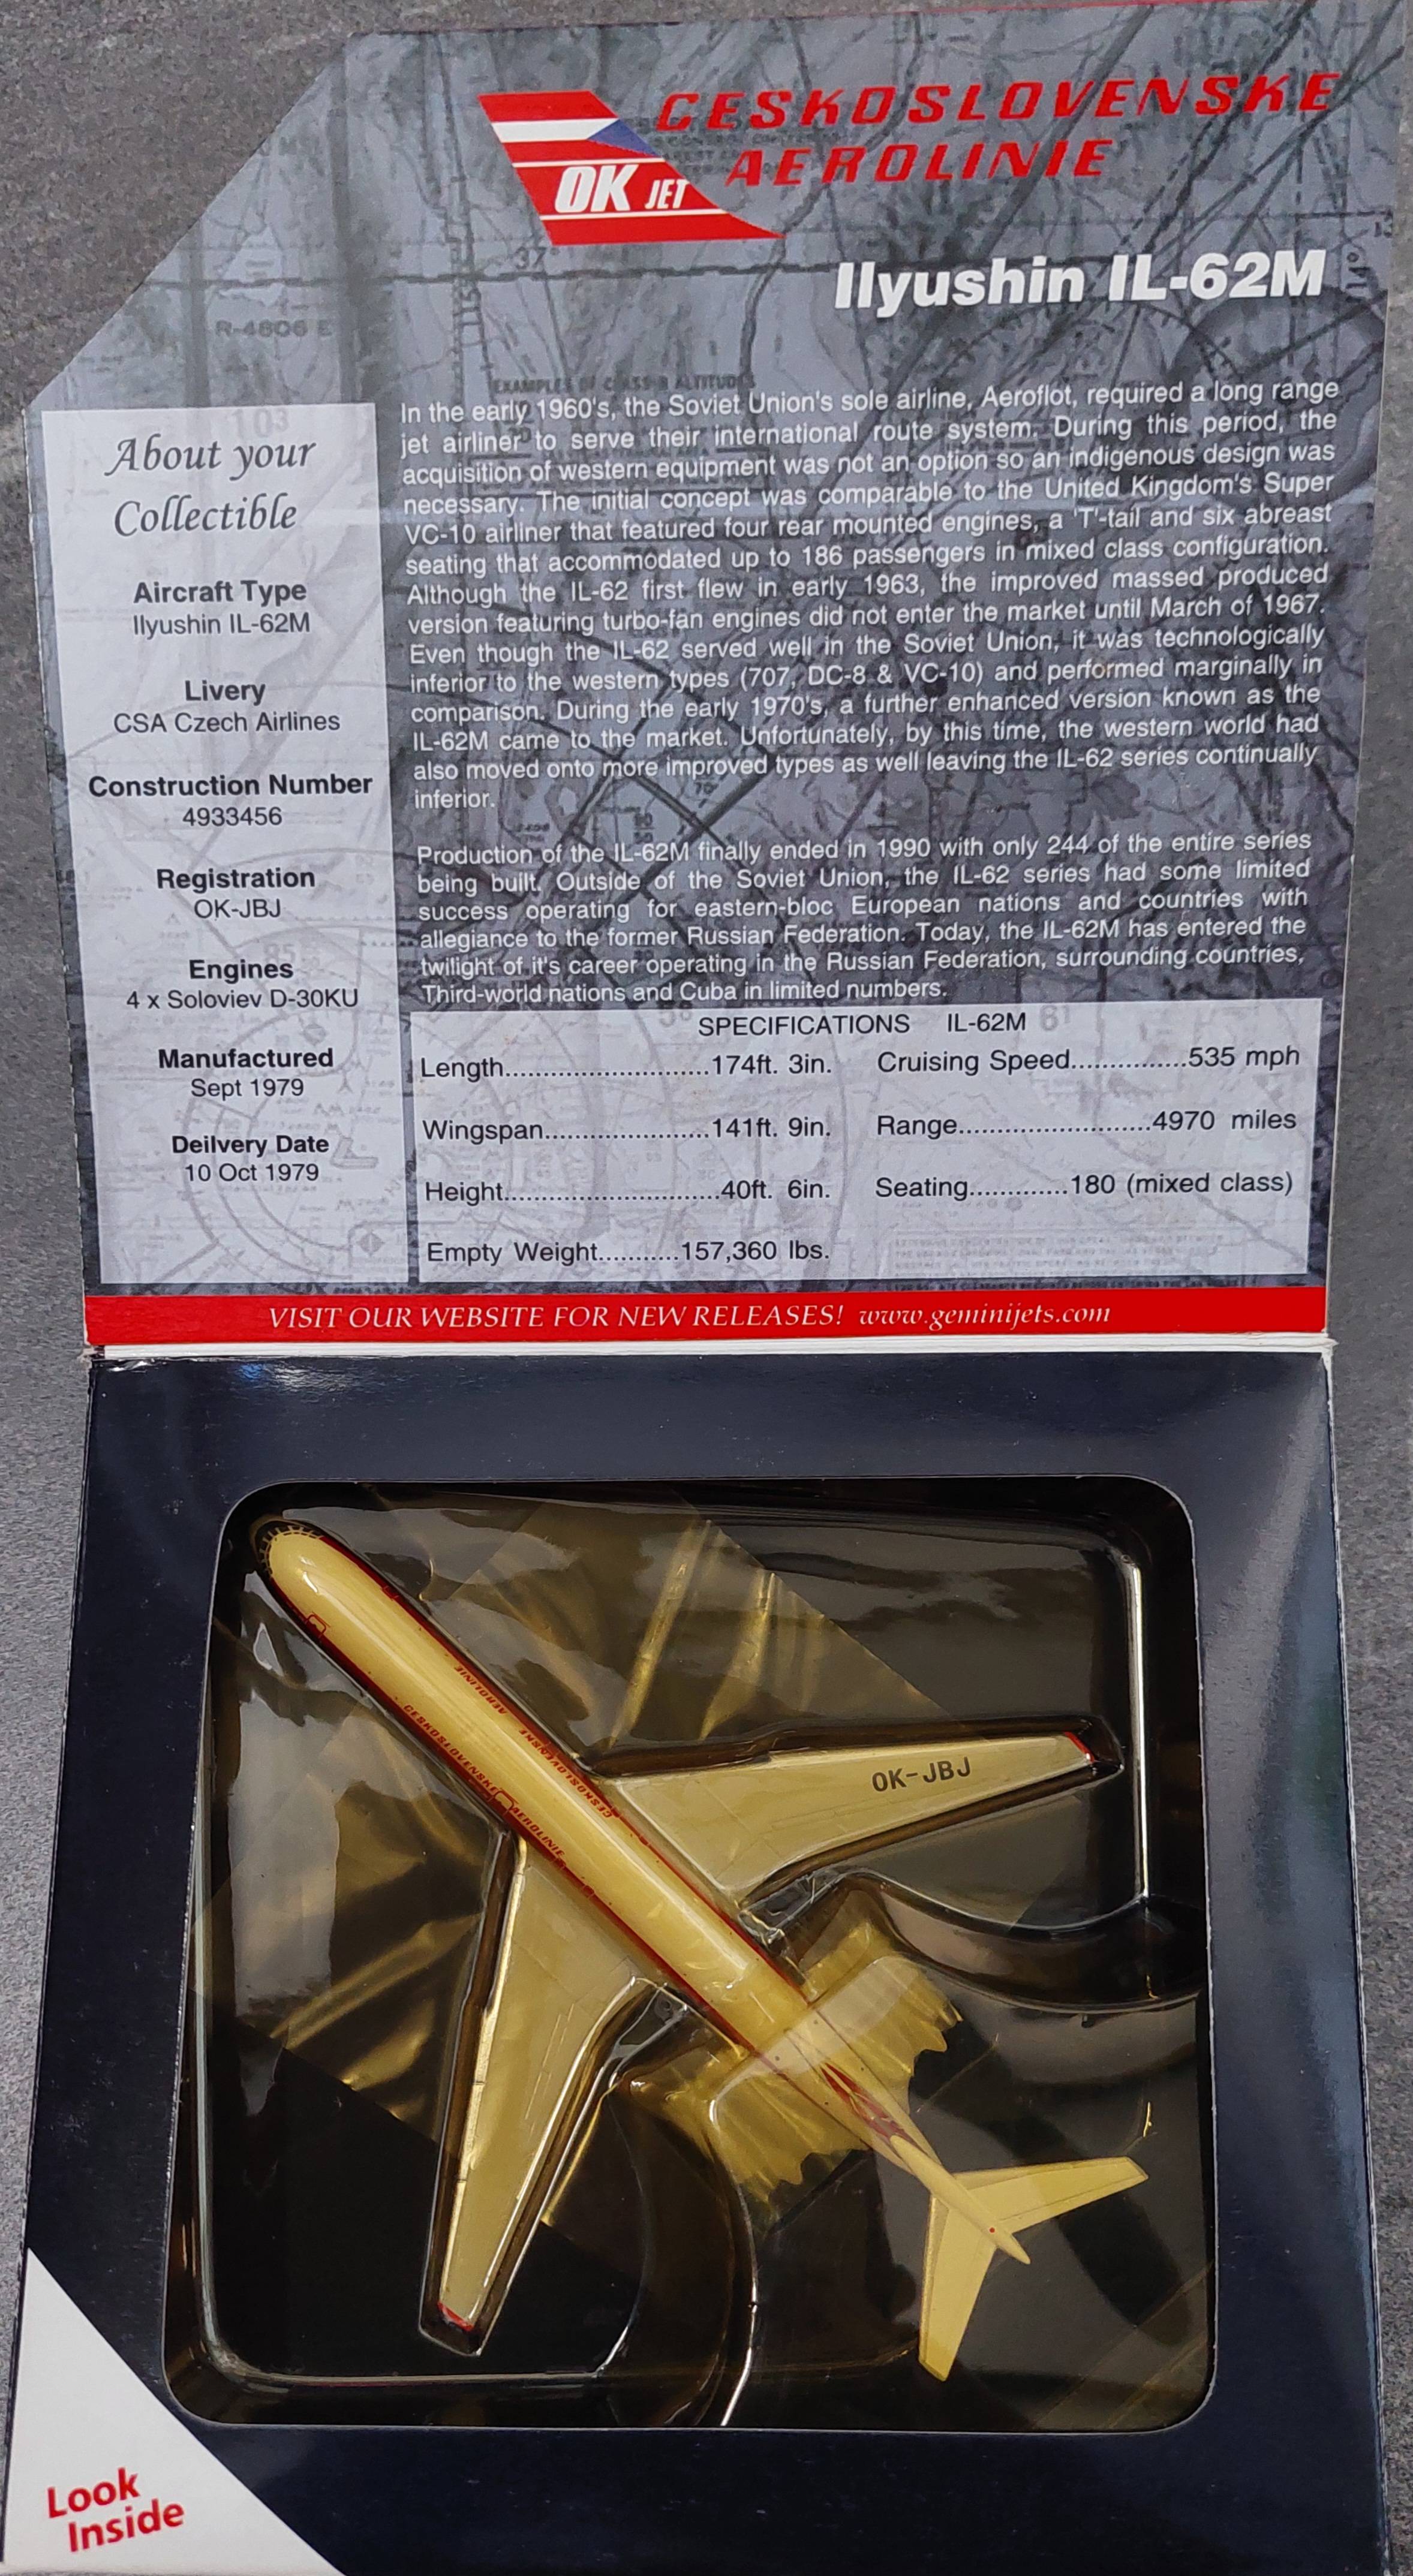 CESKOSLOVENSKE
AEROLINIE
OK JET
Ilyushin IL-62M
37°
R-4806 E
EXAMPLES OF CLASS B ALTITUDES
103
About your
Collectible
Aircraft Type
Ilyushin IL-62M
Livery
CSA Czech Airlines
Construction Number
4933456
Registration
OK-JBJ
Engines
4 x Soloviev D-30KU
Manufactured
Sept 1979
Deilvery Date
10 Oct 1979
In the early 1960's, the Soviet Union's sole airline, Aeroflot, required a long range
jet airliner to serve their international route system. During this period, the
acquisition of western equipment was not an option so an indigenous design was
necessary. The initial concept was comparable to the United Kingdom's Super
VC-10 airliner that featured four rear mounted engines, a 'T'-tail and six abreast
seating that accommodated up to 186 passengers in mixed class configuration.
Although the IL-62 first flew in early 1963, the improved massed produced
version featuring turbo-fan engines did not enter the market until March of 1967.
Even though the IL-62 served well in the Soviet Union, it was technologically
inferior to the western types (707, DC-8 & VC-10) and performed marginally in
comparison. During the early 1970's, a further enhanced version known as the
IL-62M came to the market. Unfortunately, by this time, the western world had
also moved onto more improved types as well leaving the IL-62 series continually
inferior.
Production of the IL-62M finally ended in 1990 with only 244 of the entire series
being built. Outside of the Soviet Union, the IL-62 series had some limited
success operating for eastern-bloc European nations and countries with
allegiance to the former Russian Federation. Today, the IL-62M has entered the
twilight of it's career operating in the Russian Federation, surrounding countries,
Third-world nations and Cuba in limited numbers.
SPECIFICATIONS IL-62M
Length...........................174ft. 3in. Cruising Speed...............535 mph
Wingspan......................141ft. 9in. Range.........................4970 miles
Height.............................40ft. 6in. Seating.............180 (mixed class)
Empty Weight...........157,360 lbs.
VISIT OUR WEBSITE FOR NEW RELEASES! www.geminijets.com
CESKOSLOVENSKE AEROLINIE
CESKOSLOVENSKE AEROLINIE
OK-JBJ
Look
Inside